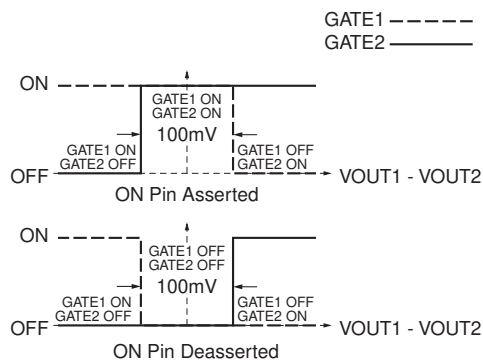 GATE1
GATE2
ON
GATE1 ON
GATE2 ON
100mV
GATE1 ON
GATE2 OFF
GATE1 OFF
GATE2 ON
OFF
VOUT1 - VOUT2
ON Pin Asserted
ON
GATE1 OFF
GATE2 OFF
100mV
GATE1 ON
GATE2 OFF
GATE1 OFF
GATE2 ON
OFF
VOUT1 - VOUT2
ON Pin Deasserted